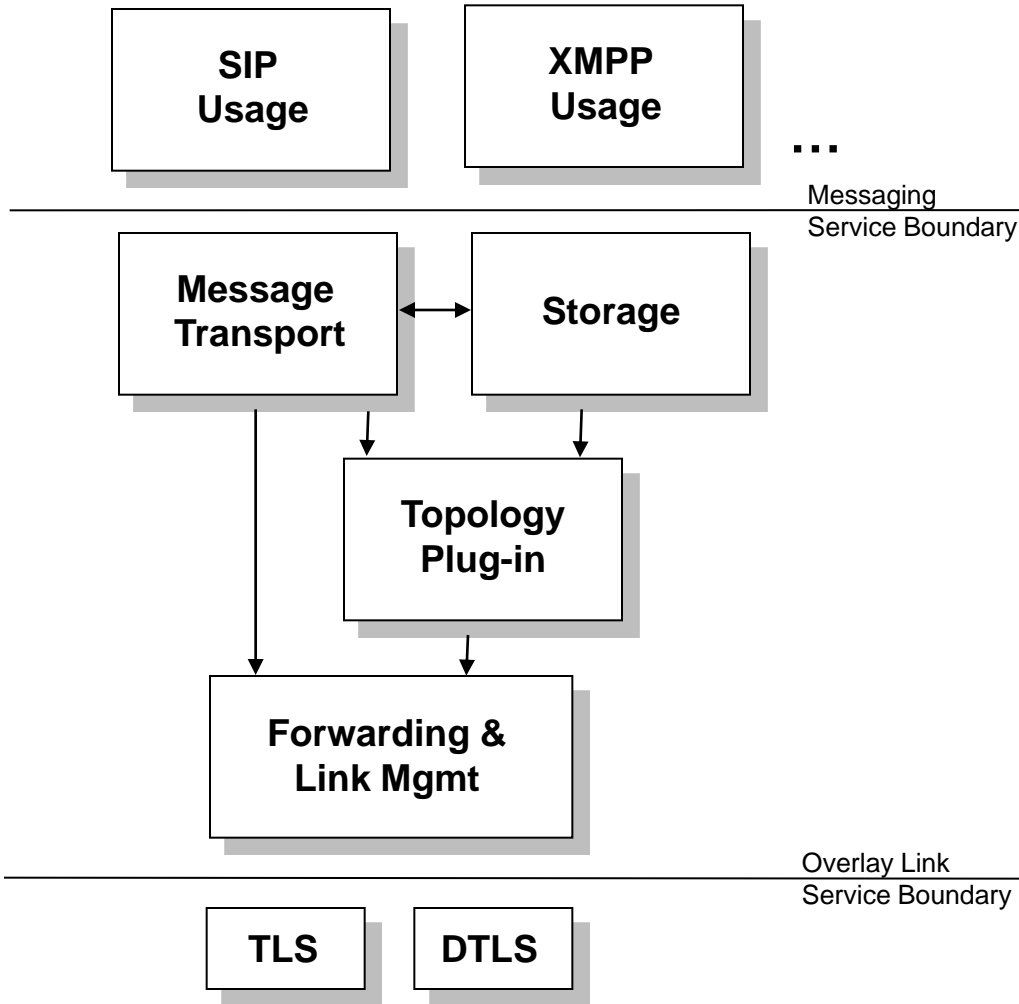 SIP
Usage
XMPP
Usage
...
Messaging
Service Boundary
Message
Transport
Storage
Topology
Plug-in
Forwarding &
Link Mgmt
Overlay Link
Service Boundary
TLS
DTLS